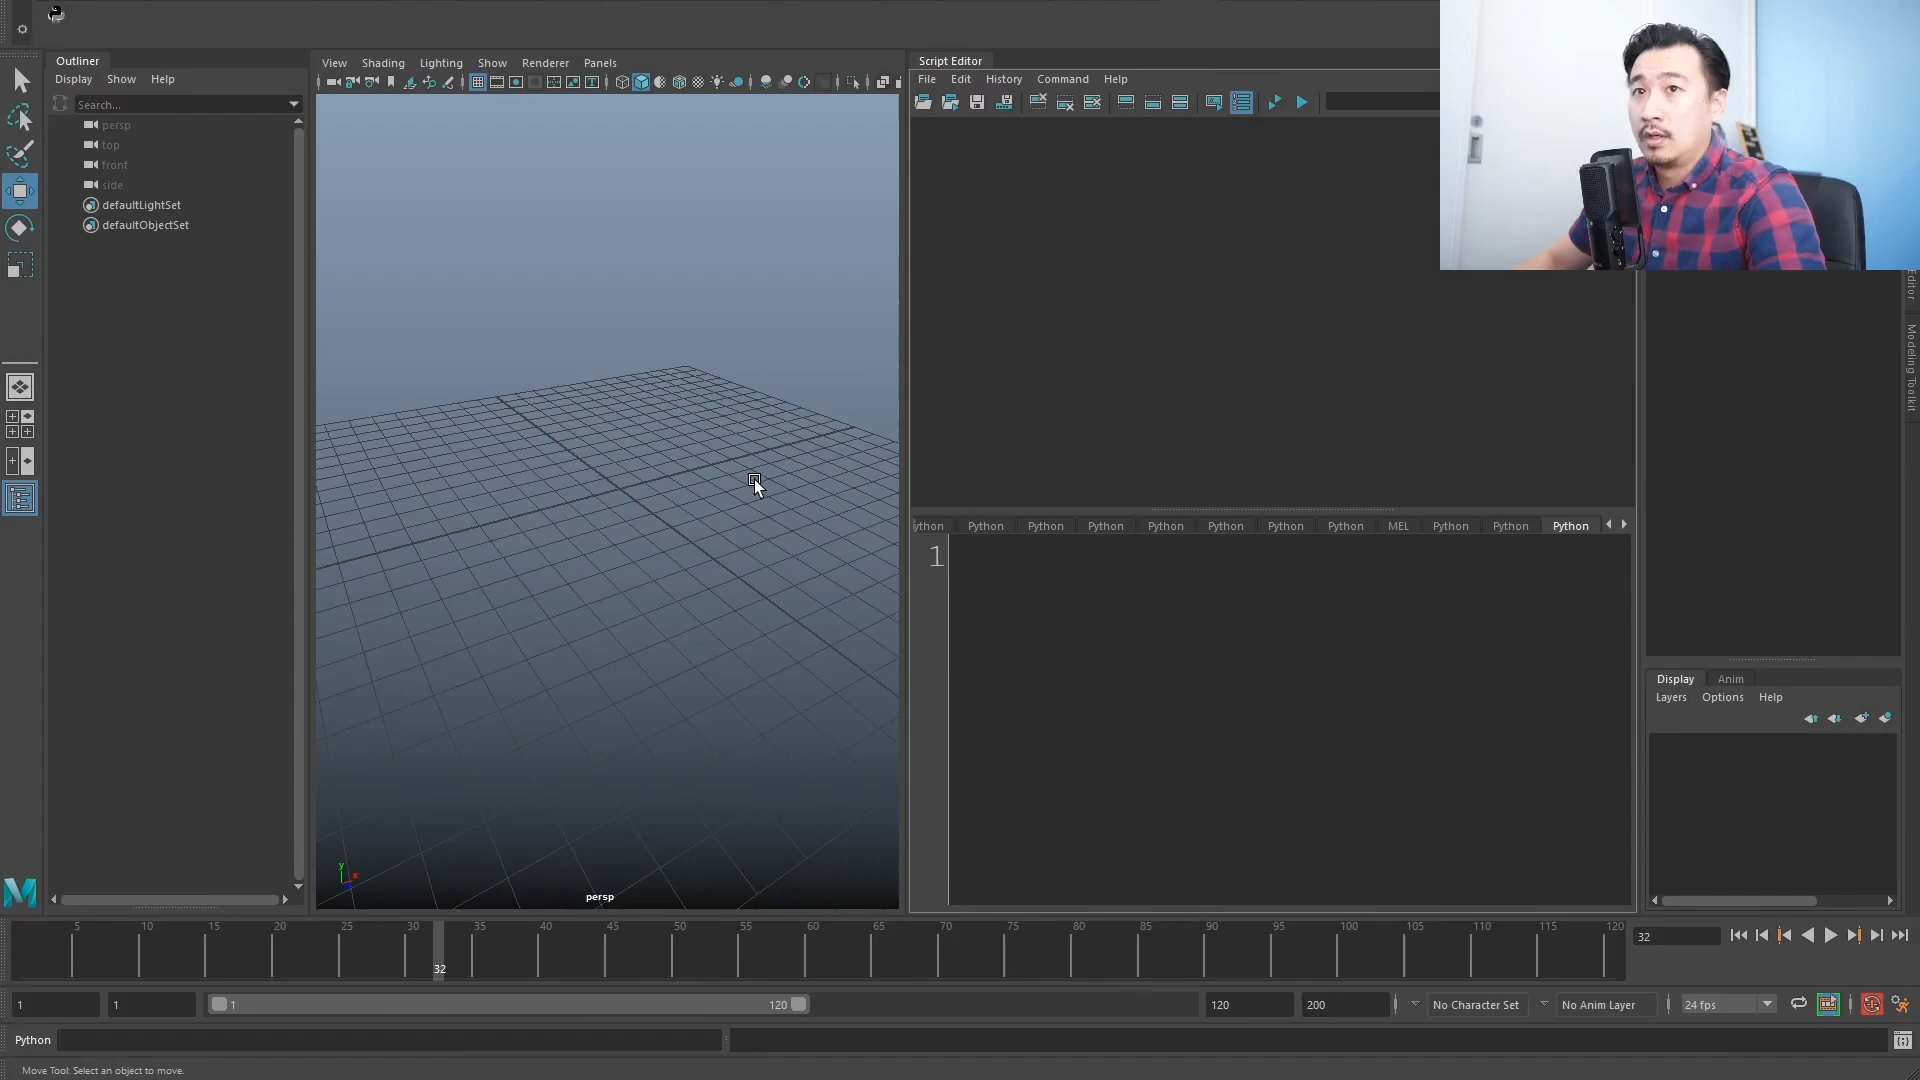 Outliner
Display Show Help
Search...
persp
top
front
side
defaultLightSet
defaultObjectSet
View Shading Lighting Show Renderer Panels
persp
Script Editor
File Edit History Command Help
Python Python Python Python Python Python Python MEL Python Python Python
1
Editor
Modeling Toolkit
Display Anim
Layers Options Help
5 10 15 20 25 30 35 40 45 50 55 60 65 70 75 80 85 90 95 100 105 110 115 120
32
32
1 1 1 120 120 200 No Character Set No Anim Layer 24 fps
Python
Move Tool: Select an object to move.